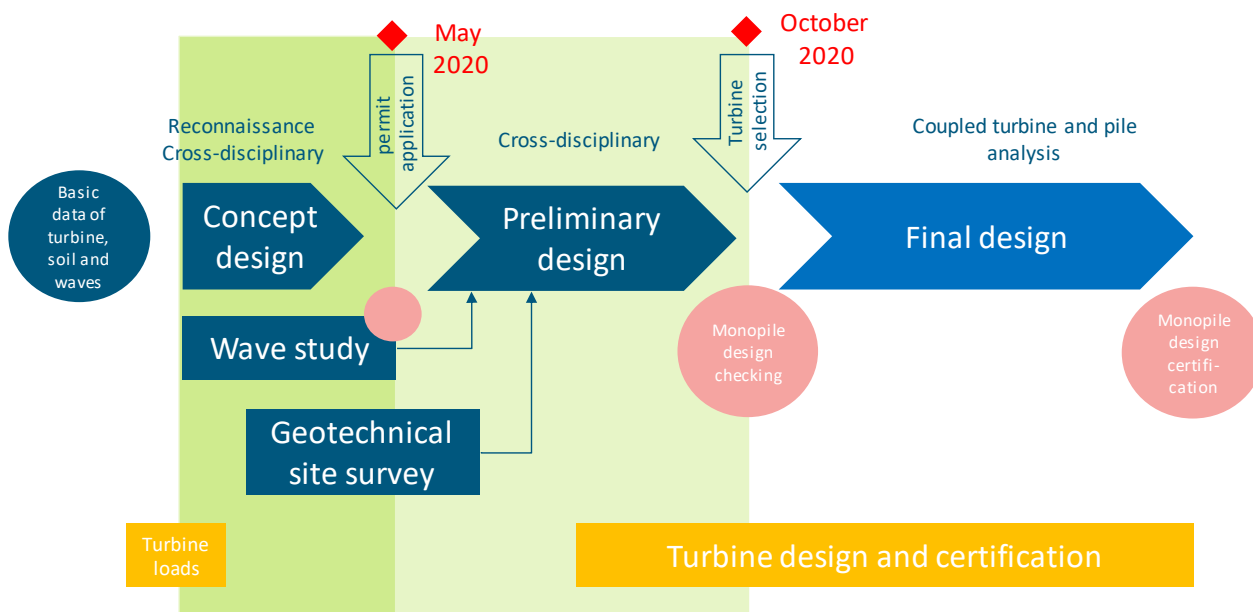 May
2020
October
2020
permit
application
Turbine
selection
Reconnaissance
Cross-disciplinary
Cross-disciplinary
Coupled turbine and pile
analysis
Basic
data of
turbine,
soil and
waves
Concept
design
Preliminary
design
Final design
Wave study
Monopile
design
checking
Monopile
design
certifi-
cation
Geotechnical
site survey
Turbine
loads
Turbine design and certification